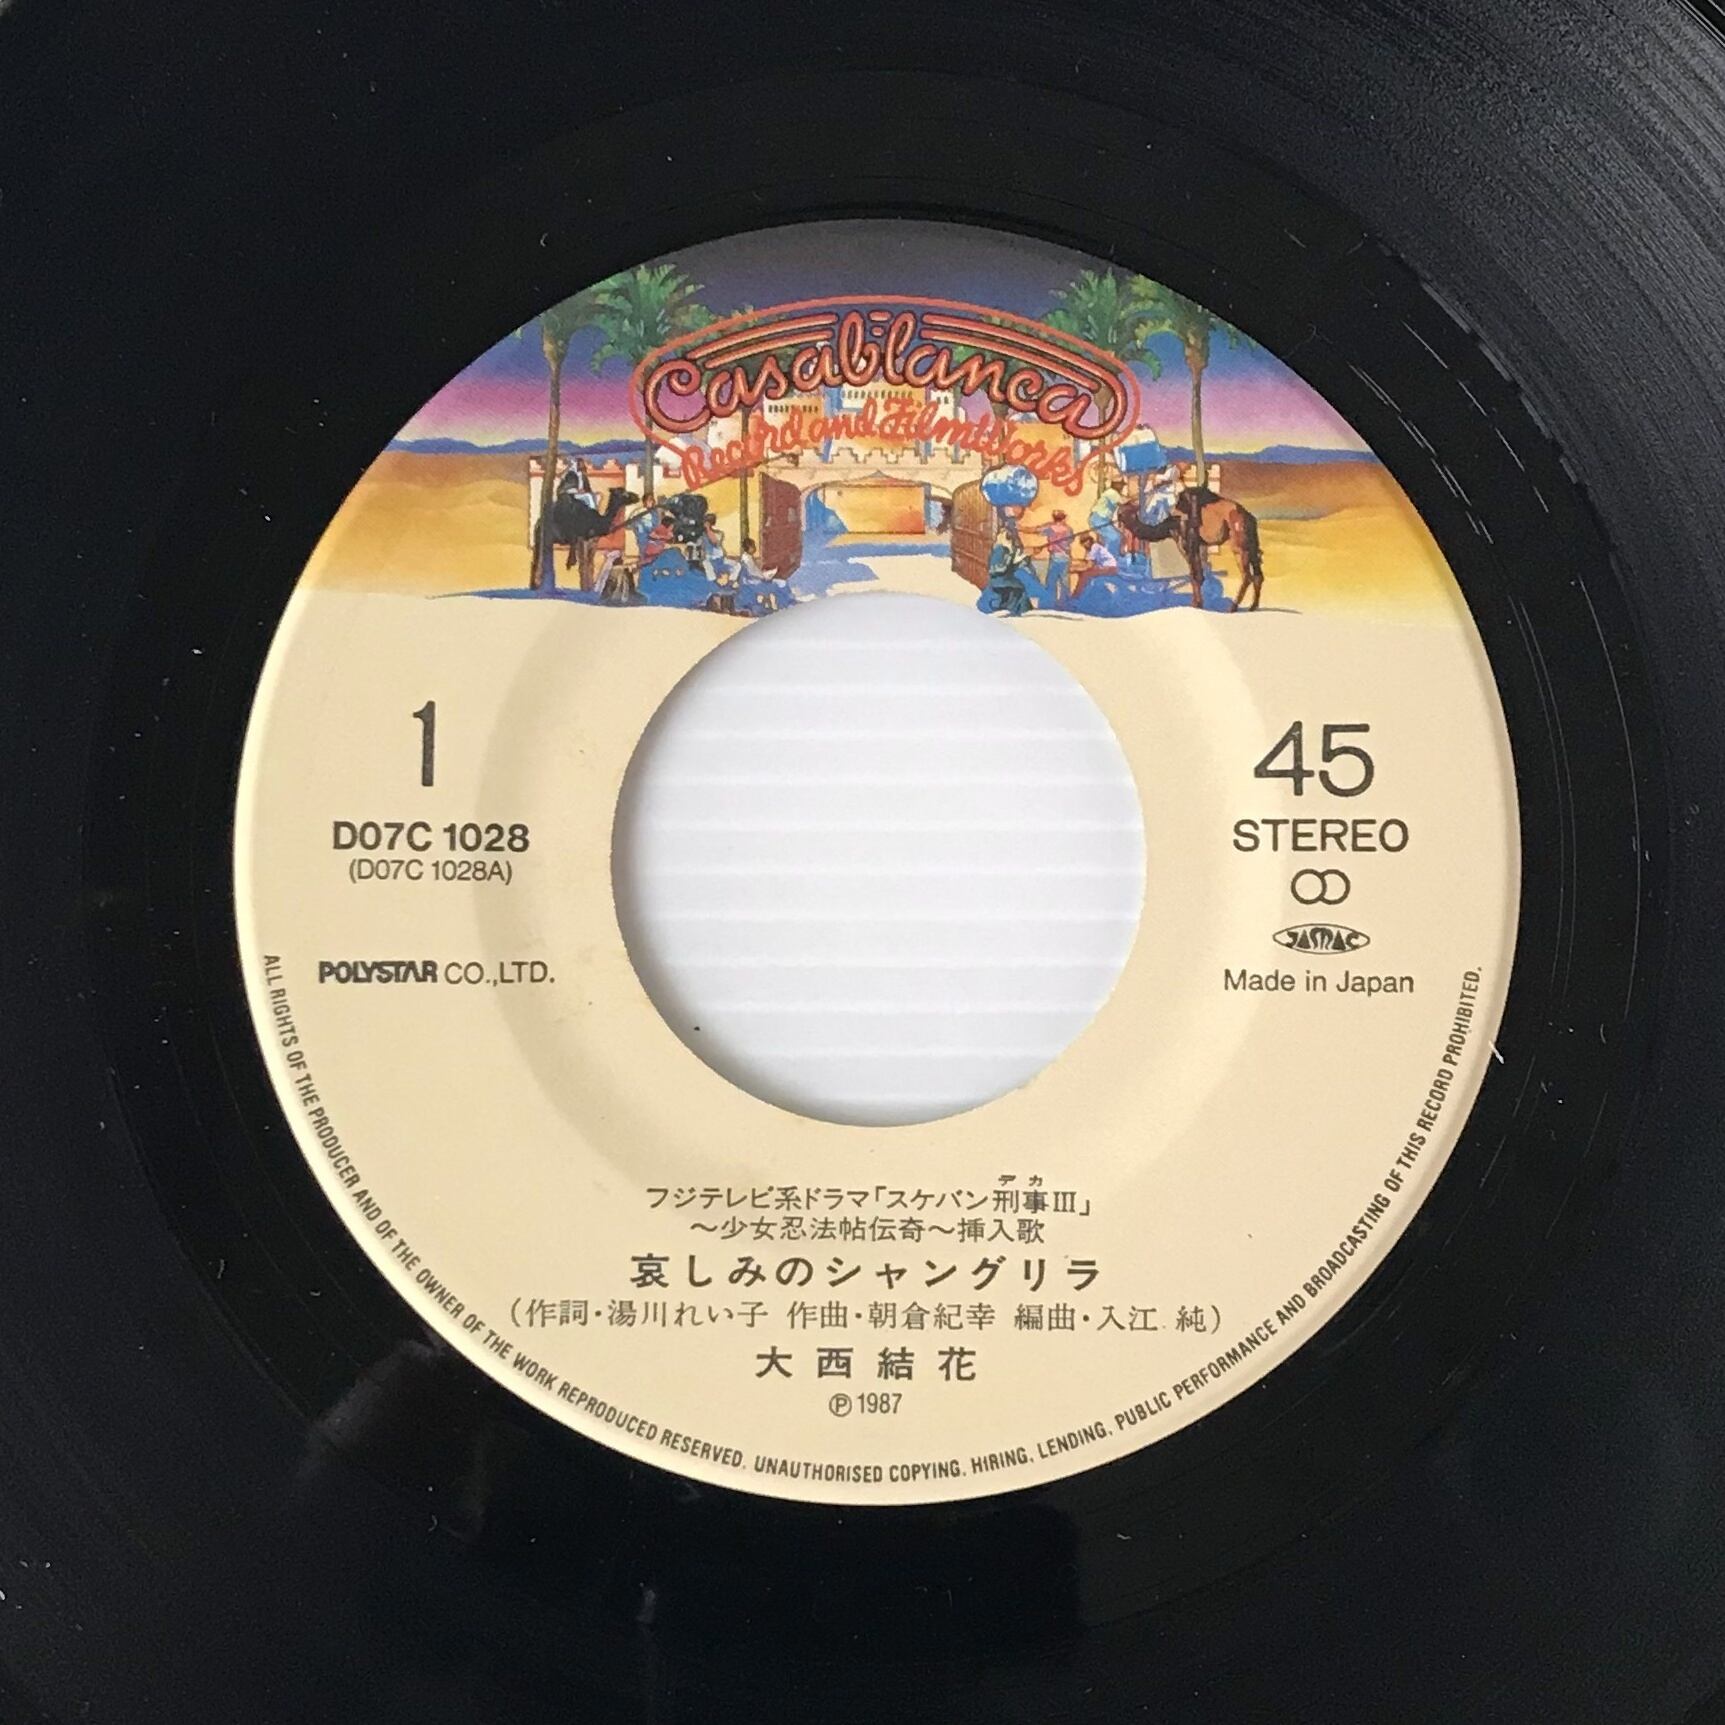 Casablanca
Record and FilmWorks
1
D07C 1028
(D07C 1028A)
POLYSTAR CO.,LTD.
45
STEREO
JASRAC
Made in Japan
フジテレビ系ドラマ「スケバン刑事III」
デカ
〜少女忍法帖伝奇〜挿入歌
哀しみのシャングリラ
(作詞・湯川れい子 作曲・朝倉紀幸 編曲・入江 純)
大西結花
Ⓟ1987
ALL RIGHTS OF THE PRODUCER AND OF THE OWNER OF THE WORK REPRODUCED RESERVED. UNAUTHORISED COPYING, HIRING, LENDING, PUBLIC PERFORMANCE AND BROADCASTING OF THIS RECORD PROHIBITED.